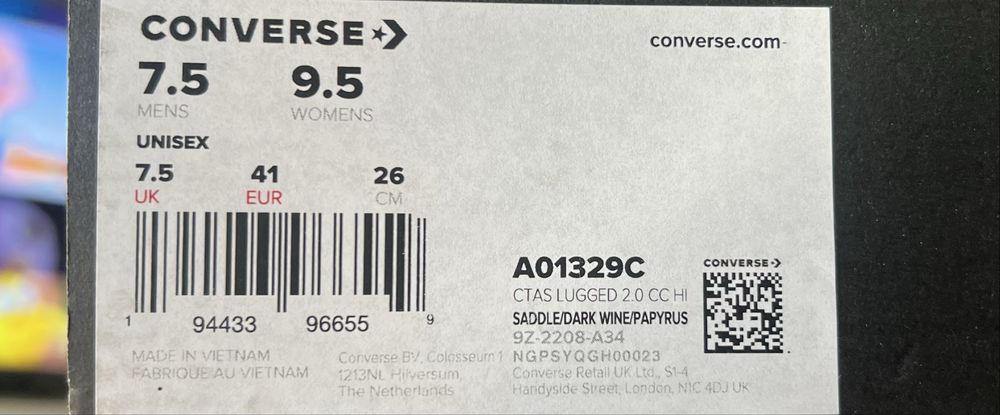 CONVERSE
converse.com
7.5 9.5
MENS WOMENS
UNISEX
7.5 41 26
UK EUR CM
1 94433 96655 9
MADE IN VIETNAM
FABRIQUE AU VIETNAM
Converse BV, Colosseum 1
1213NL Hilversum,
The Netherlands
A01329C
CTAS LUGGED 2.0 CC HI
SADDLE/DARK WINE/PAPYRUS
9Z-2208-A34
NGPSYQGH00023
Converse Retail UK Ltd., S1-4
Handyside Street, London, N1C 4DJ UK
CONVERSE